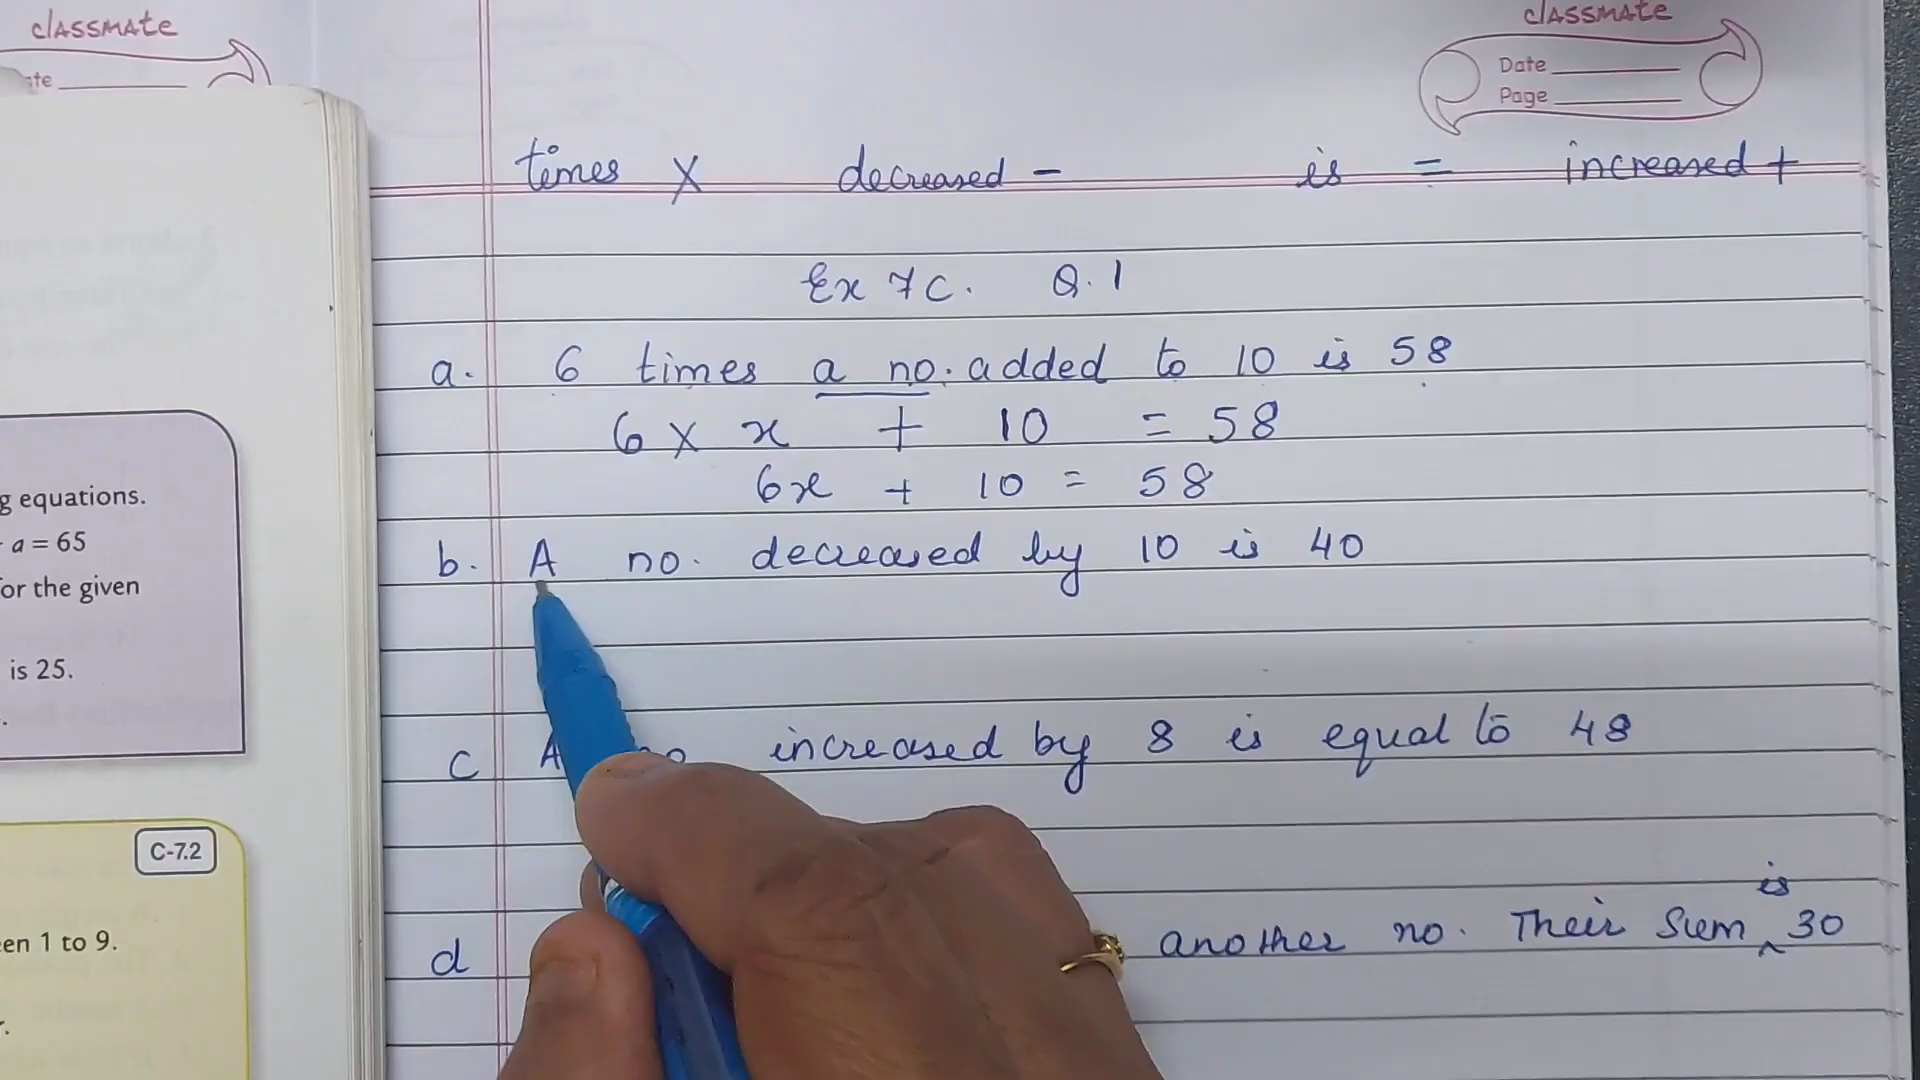 classmate
classmate
Date
Page
times × decreased - is = increased +
Ex 7C. Q.1
a. 6 times a no. added to 10 is 58
6 × x + 10 = 58
6x + 10 = 58
b. A no. decreased by 10 is 40
c A no increased by 8 is equal to 48
is
d another no. Their Sum ^ 30
g equations.
a = 65
or the given
is 25.
C-7.2
en 1 to 9.